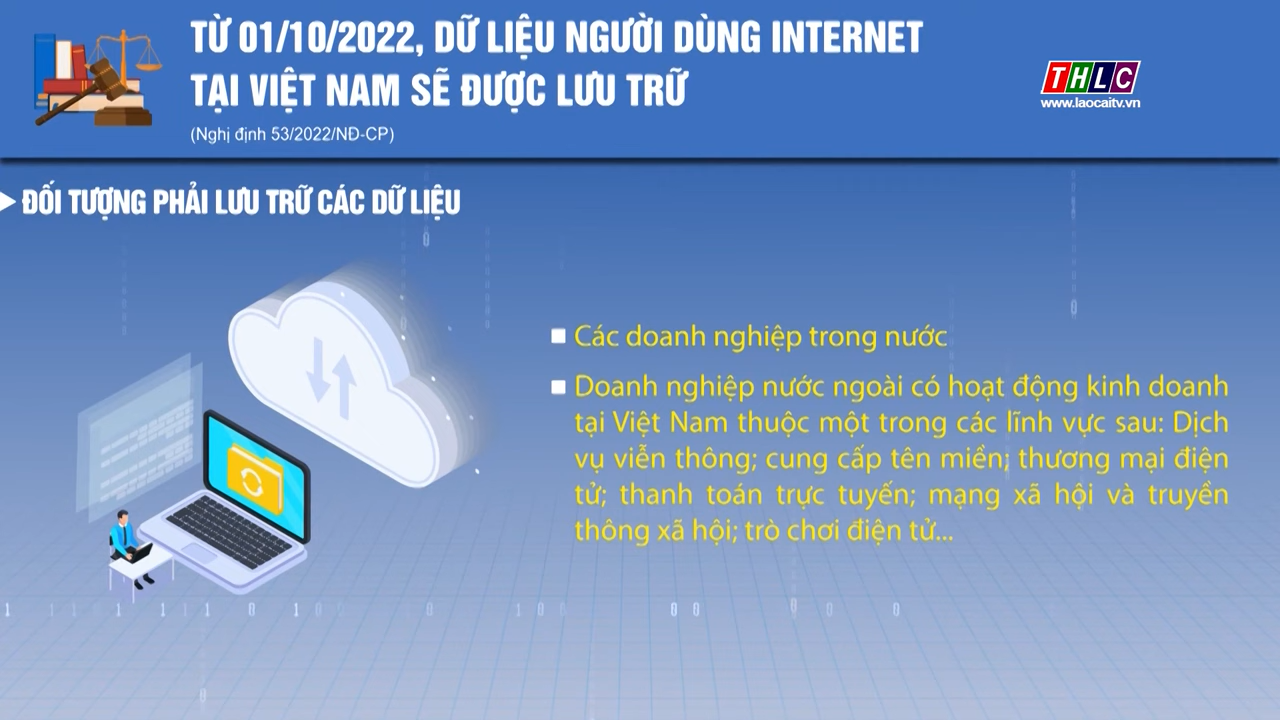 TỪ 01/10/2022, DỮ LIỆU NGƯỜI DÙNG INTERNET
TẠI VIỆT NAM SẼ ĐƯỢC LƯU TRỮ
(Nghị định 53/2022/NĐ-CP)
THLC
www.laocaitv.vn
ĐỐI TƯỢNG PHẢI LƯU TRỮ CÁC DỮ LIỆU
Các doanh nghiệp trong nước
Doanh nghiệp nước ngoài có hoạt động kinh doanh
tại Việt Nam thuộc một trong các lĩnh vực sau: Dịch
vụ viễn thông; cung cấp tên miền; thương mại điện
tử; thanh toán trực tuyến; mạng xã hội và truyền
thông xã hội; trò chơi điện tử...